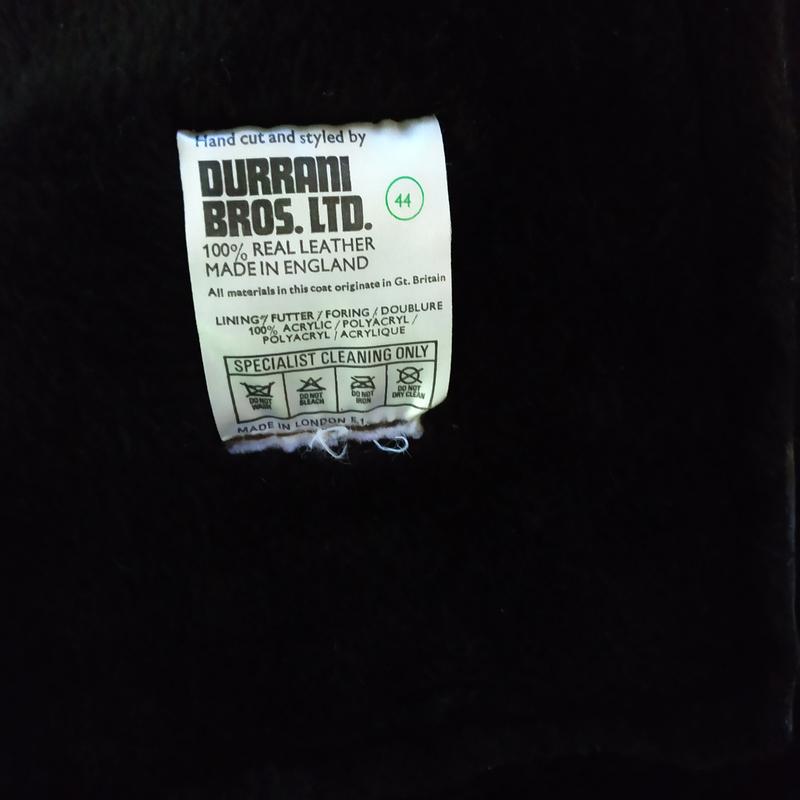 Hand cut and styled by
DURRANI
BROS. LTD.
44
100% REAL LEATHER
MADE IN ENGLAND
All materials in this coat originate in Gt. Britain
LINING / FUTTER / FORING / DOUBLURE
100% ACRYLIC / POLYACRYL /
POLYACRYL / ACRYLIQUE
SPECIALIST CLEANING ONLY
DO NOT WASH
DO NOT BLEACH
DO NOT IRON
DO NOT DRY CLEAN
MADE IN LONDON E.1.